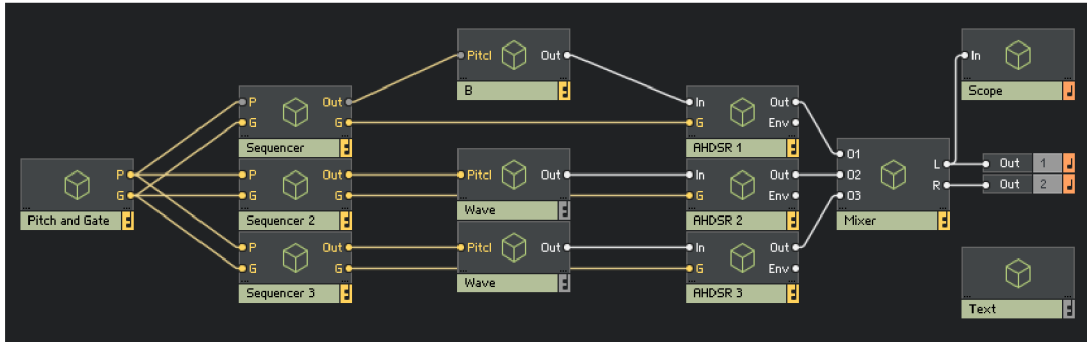 Pitcl Out
B
In
Scope
P Out
G G
Sequencer
In Out
G Env
AHDSR 1
P
G
Pitch and Gate
P Out
G G
Sequencer 2
Pitcl Out
Wave
In Out
G Env
AHDSR 2
O1
O2
O3
L
R
Mixer
Out 1
Out 2
P Out
G G
Sequencer 3
Pitcl Out
Wave
In Out
G Env
AHDSR 3
Text